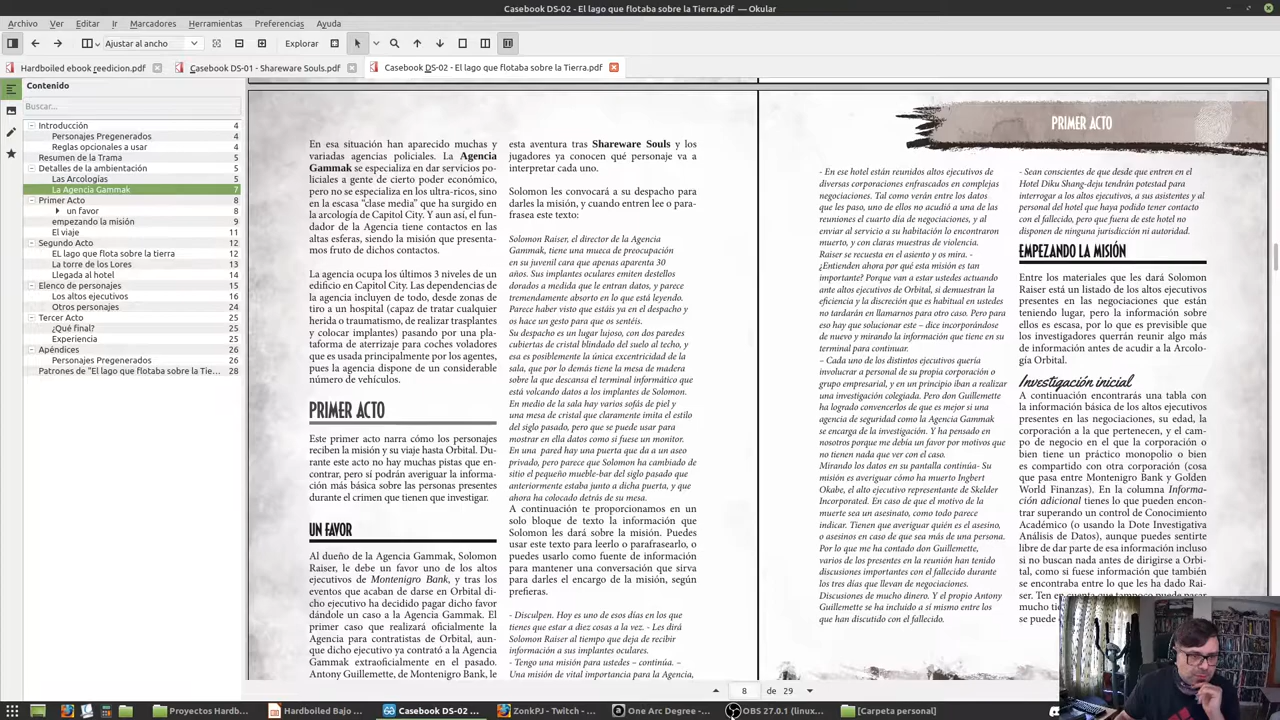 Casebook DS-02 - El lago que flotaba sobre la Tierra.pdf — Okular
Archivo Ver Editar Ir Marcadores Herramientas Preferencias Ayuda
Ajustar al ancho
Explorar
Hardboiled ebook reedicion.pdf
Casebook DS-01 - Shareware Souls.pdf
Casebook DS-02 - El lago que flotaba sobre la Tierra.pdf
Contenido
Buscar...
Introducción 4
Personajes Pregenerados 4
Reglas opcionales a usar 4
Resumen de la Trama 5
Detalles de la ambientación 5
Las Arcologías 5
La Agencia Gammak 7
Primer Acto 8
un favor 8
empezando la misión 9
El viaje 11
Segundo Acto 12
EL lago que flota sobre la tierra 12
La torre de los Lores 13
Llegada al hotel 14
Elenco de personajes 15
Los altos ejecutivos 16
Otros personajes 24
Tercer Acto 25
¿Qué final? 25
Experiencia 25
Apéndices 26
Personajes Pregenerados 26
Patrones de "El lago que flotaba sobre la Tie... 28
En esa situación han aparecido muchas y
variadas agencias policiales. La Agencia
Gammak se especializa en dar servicios po-
liciales a gente de cierto poder económico,
pero no se especializa en los ultra-ricos, sino
en la escasa “clase media” que ha surgido en
la arcología de Capitol City. Y aun así, el fun-
dador de la Agencia tiene contactos en las
altas esferas, siendo la misión que presenta-
mos fruto de dichos contactos.
La agencia ocupa los últimos 3 niveles de un
edificio en Capitol City. Las dependencias de
la agencia incluyen de todo, desde zonas de
tiro a un hospital (capaz de tratar cualquier
herida o traumatismo, de realizar trasplantes
y colocar implantes) pasando por una pla-
taforma de aterrizaje para coches voladores
que es usada principalmente por los agentes,
pues la agencia dispone de un considerable
número de vehículos.
PRIMER ACTO
Este primer acto narra cómo los personajes
reciben la misión y su viaje hasta Orbital. Du-
rante este acto no hay muchas pistas que en-
contrar, pero sí podrán averiguar la informa-
ción más básica sobre las personas presentes
durante el crimen que tienen que investigar.
UN FAVOR
Al dueño de la Agencia Gammak, Solomon
Raiser, le debe un favor uno de los altos
ejecutivos de Montenigro Bank, y tras los
eventos que acaban de darse en Orbital di-
cho ejecutivo ha decidido pagar dicho favor
dándole un caso a la Agencia Gammak. El
primer caso que realizará oficialmente la
Agencia para contratistas de Orbital, aun-
que dicho ejecutivo ya contrató a la Agencia
Gammak extraoficialmente en el pasado.
Antony Guillemette, de Montenigro Bank, le
esta aventura tras Shareware Souls y los
jugadores ya conocen qué personaje va a
interpretar cada uno.
Solomon les convocará a su despacho para
darles la misión, y cuando entren lee o para-
frasea este texto:
Solomon Raiser, el director de la Agencia
Gammak, tiene una mueca de preocupación
en su juvenil cara que apenas aparenta 30
años. Sus implantes oculares emiten destellos
dorados a medida que le entran datos, y parece
tremendamente absorto en lo que está leyendo.
Parece haber visto que estáis ya en el despacho y
os hace un gesto para que os sentéis.
Su despacho es un lugar lujoso, con dos paredes
cubiertas de cristal blindado del suelo al techo, y
esa es posiblemente la única excentricidad de la
sala, que por lo demás tiene la mesa de madera
sobre la que descansa el terminal informático que
está volcando datos a los implantes de Solomon.
En medio de la sala hay varios sofás de piel y
una mesa de cristal que claramente imita el estilo
del siglo pasado, pero que se puede usar para
mostrar en ella datos como si fuese un monitor.
En una pared hay una puerta que da a un aseo
privado, pero parece que Solomon ha cambiado de
sitio el pequeño mueble-bar del siglo pasado que
anteriormente estaba junto a dicha puerta, y que
ahora ha colocado detrás de su mesa.
A continuación te proporcionamos en un
solo bloque de texto la información que
Solomon les dará sobre la misión. Puedes
usar este texto para leerlo o parafrasearlo, o
puedes usarlo como fuente de información
para mantener una conversación que sirva
para darles el encargo de la misión, según
prefieras.
- Disculpen. Hoy es uno de esos días en los que
tienes que estar a diez cosas a la vez. - Les dirá
Solomon Raiser al tiempo que deja de recibir
información a sus implantes oculares.
- Tengo una misión para ustedes – continúa. –
Una misión de vital importancia para la Agencia,
PRIMER ACTO
- En ese hotel están reunidos altos ejecutivos de
diversas corporaciones enfrascados en complejas
negociaciones. Tal como verán entre los datos
que les paso, uno de ellos no acudió a una de las
reuniones el cuarto día de negociaciones, y al
enviar al servicio a su habitación lo encontraron
muerto, y con claras muestras de violencia.
Raiser se recuesta en el asiento y os mira. -
¿Entienden ahora por qué esta misión es tan
importante? Porque van a estar ustedes actuando
ante altos ejecutivos de Orbital, si demuestran la
eficiencia y la discreción que es habitual en ustedes
no tardarán en llamarnos para otro caso. Pero para
eso hay que solucionar este – dice incorporándose
de nuevo y mirando la información que tiene en su
terminal para continuar.
– Cada uno de los distintos ejecutivos quería
involucrar a personal de su propia corporación o
grupo empresarial, y en un principio iban a realizar
una investigación colegiada. Pero don Guillemette
ha logrado convencerlos de que es mejor si una
agencia de seguridad como la Agencia Gammak
se encarga de la investigación. Y ha pensado en
nosotros porque me debía un favor por motivos que
no tienen nada que ver con el caso.
Mirando los datos en su pantalla continúa- Su
misión es averiguar cómo ha muerto Ingbert
Okabe, el alto ejecutivo representante de Skelder
Incorporated. En caso de que el motivo de la
muerte sea un asesinato, como todo parece
indicar. Tienen que averiguar quién es el asesino,
o asesinos en caso de que sea más de una persona.
Por lo que me ha contado don Guillemette,
varios de los presentes en la reunión han tenido
discusiones importantes con el fallecido durante
los tres días que llevan de negociaciones.
Discusiones de mucho dinero. Y el propio Antony
Guillemette se ha incluido a sí mismo entre los
que han discutido con el fallecido.
- Sean conscientes de que desde que entren en el
Hotel Diku Shang-deju tendrán potestad para
interrogar a los altos ejecutivos, a sus asistentes y al
personal del hotel que haya podido tener contacto
con el fallecido, pero que fuera de este hotel no
disponen de ninguna jurisdicción ni autoridad.
EMPEZANDO LA MISIÓN
Entre los materiales que les dará Solomon
Raiser está un listado de los altos ejecutivos
presentes en las negociaciones que están
teniendo lugar, pero la información sobre
ellos es escasa, por lo que es previsible que
los investigadores querrán reunir algo más
de información antes de acudir a la Arcolo-
gía Orbital.
Investigación inicial
A continuación encontrarás una tabla con
la información básica de los altos ejecutivos
presentes en las negociaciones, su edad, la
corporación a la que pertenecen, y el cam-
po de negocio en el que la corporación o
bien tiene un práctico monopolio o bien
es compartido con otra corporación (cosa
que pasa entre Montenigro Bank y Golden
World Finanzas). En la columna Informa-
ción adicional tienes lo que pueden encon-
trar superando un control de Conocimiento
Académico (o usando la Dote Investigativa
Análisis de Datos), aunque puedes sentirte
libre de dar parte de esa información incluso
si no buscan nada antes de dirigirse a Orbi-
tal, como si fuese información que también
se encontraba entre lo que les ha dado Rai-
ser. Ten en cuenta que tampoco puede pasar
mucho ti
se puede
8 de 29
Proyectos Hardb...
Hardboiled Bajo ...
Casebook DS-02 ...
ZonkPJ - Twitch - ...
One Arc Degree - ...
OBS 27.0.1 (linux...
[Carpeta personal]